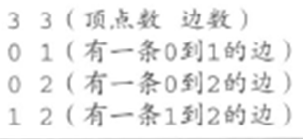 3 3(顶点数 边数)
0 1(有一条0到1的边)
0 2(有一条0到2的边)
1 2(有一条1到2的边)